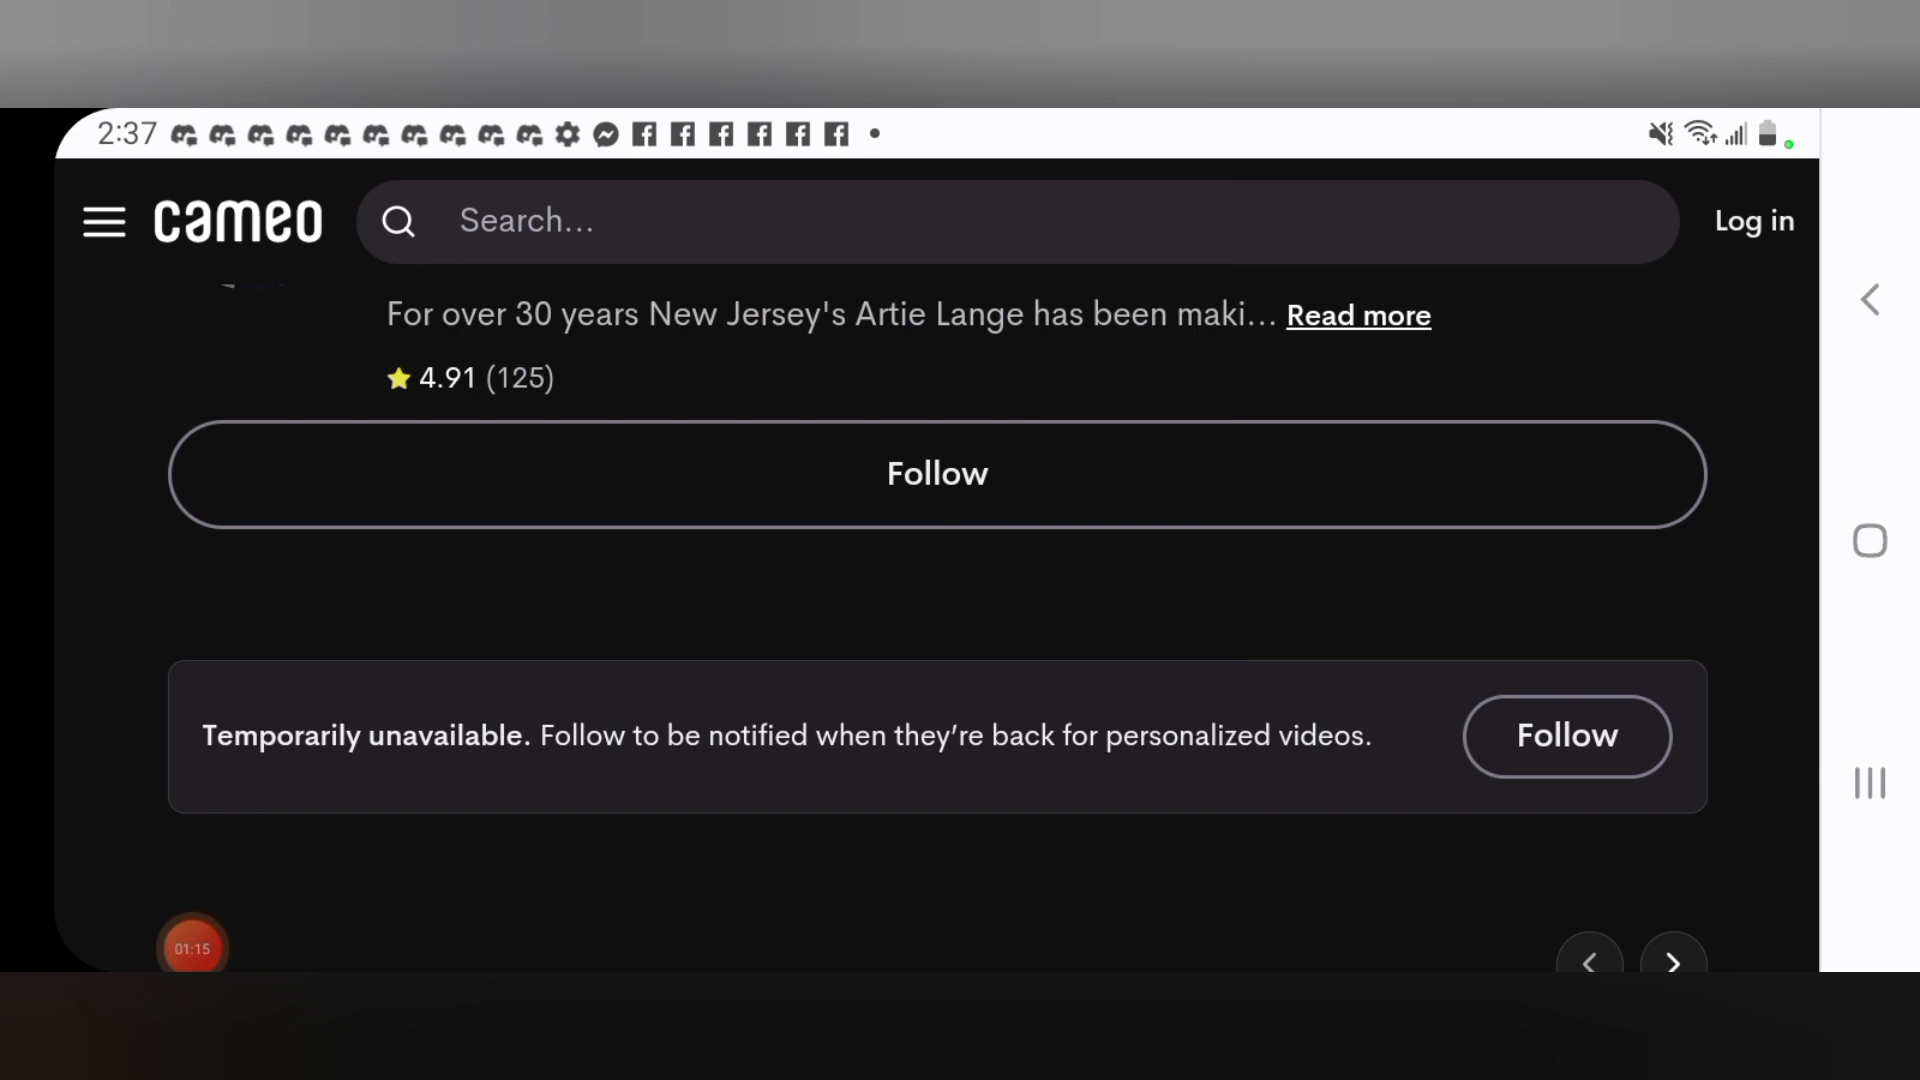 2:37
cameo
Search...
Log in
For over 30 years New Jersey's Artie Lange has been maki... Read more
4.91 (125)
Follow
Temporarily unavailable. Follow to be notified when they’re back for personalized videos.
Follow
01:15